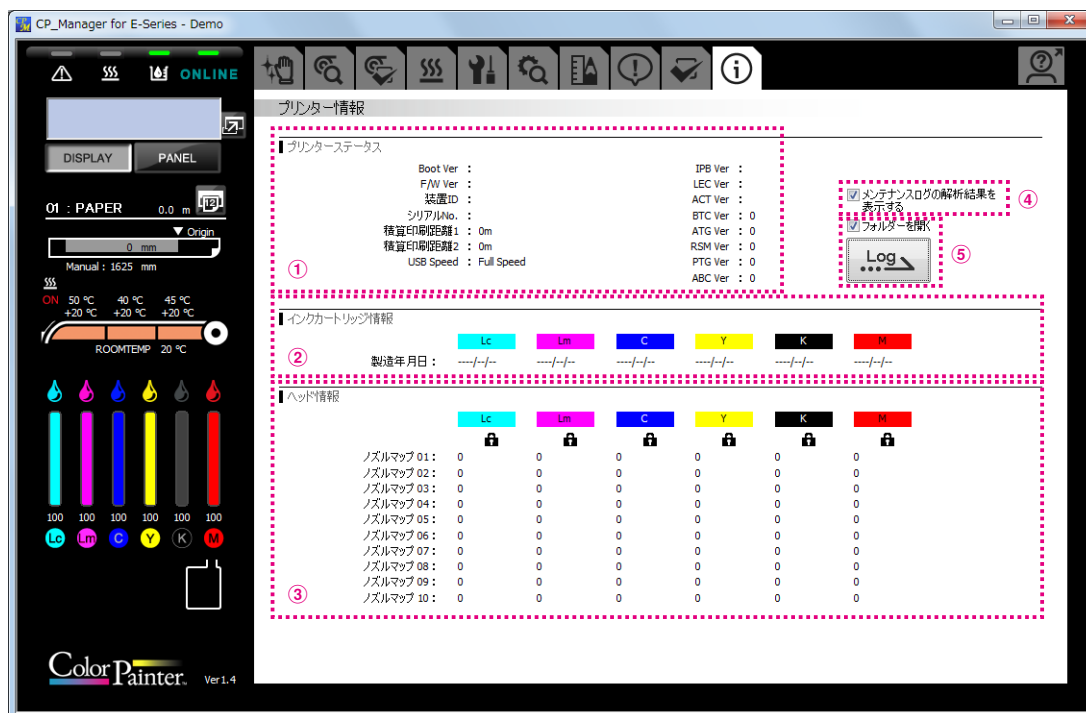 CP_Manager for E-Series - Demo
ONLINE
DISPLAY PANEL
01 : PAPER 0.0 m 12
Origin
0 mm
Manual : 1625 mm
ON 50 ℃ 40 ℃ 45 ℃
+20 ℃ +20 ℃ +20 ℃
ROOMTEMP 20 ℃
100 100 100 100 100 100
Lc Lm C Y K M
Color Painter™ Ver1.4
プリンター情報
プリンターステータス
Boot Ver : IPB Ver :
F/W Ver : LEC Ver :
装置ID : ACT Ver :
シリアルNo. : BTC Ver : 0
積算印刷距離1 : 0m ATG Ver : 0
積算印刷距離2 : 0m RSM Ver : 0
USB Speed : Full Speed PTG Ver : 0
ABC Ver : 0
①
メンテナンスログの解析結果を
表示する
④
フォルダーを開く
Log
⑤
インクカートリッジ情報
Lc Lm C Y K M
② 製造年月日 : ----/--/-- ----/--/-- ----/--/-- ----/--/-- ----/--/-- ----/--/--
ヘッド情報
Lc Lm C Y K M
ノズルマップ 01 : 0 0 0 0 0 0
ノズルマップ 02 : 0 0 0 0 0 0
ノズルマップ 03 : 0 0 0 0 0 0
ノズルマップ 04 : 0 0 0 0 0 0
ノズルマップ 05 : 0 0 0 0 0 0
ノズルマップ 06 : 0 0 0 0 0 0
ノズルマップ 07 : 0 0 0 0 0 0
ノズルマップ 08 : 0 0 0 0 0 0
ノズルマップ 09 : 0 0 0 0 0 0
③ ノズルマップ 10 : 0 0 0 0 0 0